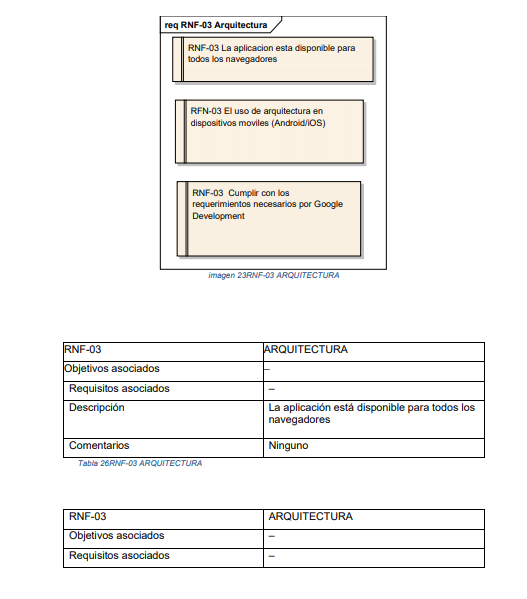 req RNF-03 Arquitectura
RNF-03 La aplicacion esta disponible para
todos los navegadores
RFN-03 El uso de arquitectura en
dispositivos moviles (Android/iOS)
RNF-03  Cumplir con los
requerimientos necesarios por Google
Development
imagen 23RNF-03 ARQUITECTURA
RNF-03 ARQUITECTURA
Objetivos asociados –
Requisitos asociados –
Descripción La aplicación está disponible para todos los
navegadores
Comentarios Ninguno
Tabla 26RNF-03 ARQUITECTURA
RNF-03 ARQUITECTURA
Objetivos asociados –
Requisitos asociados –